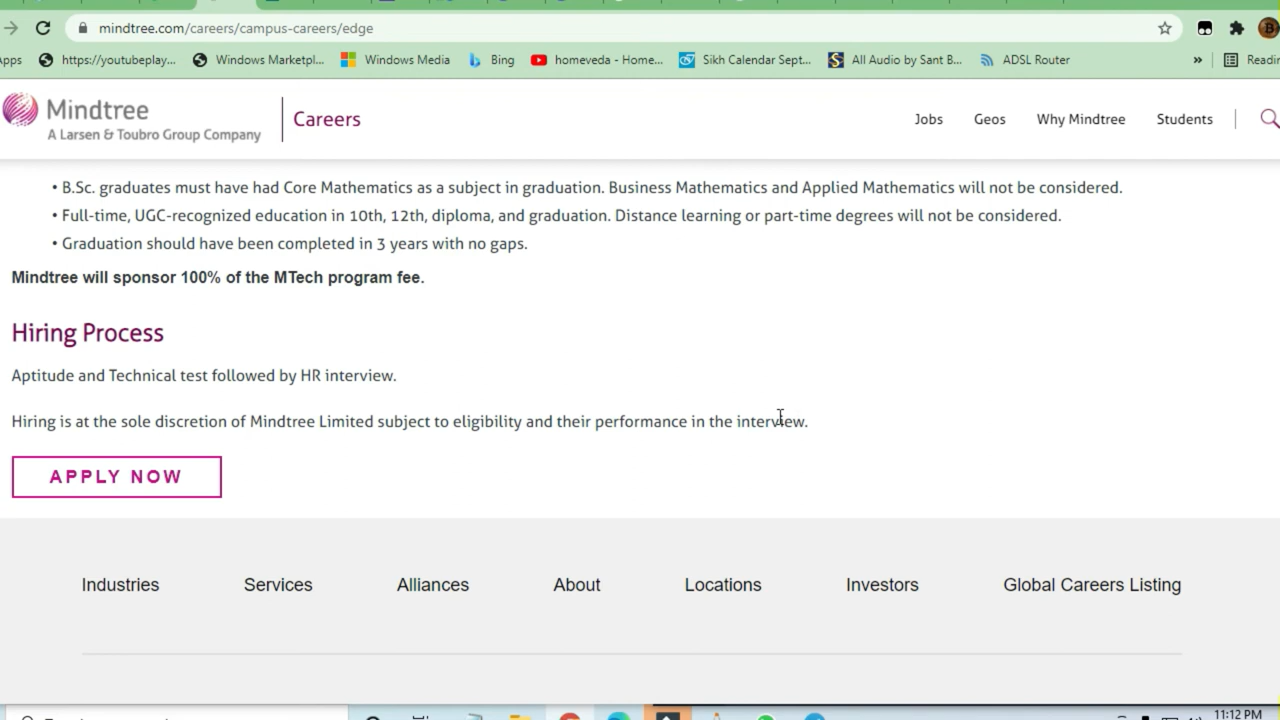 mindtree.com/careers/campus-careers/edge
https://youtubeplay... Windows Marketpl... Windows Media Bing homeveda - Home... Sikh Calendar Sept... All Audio by Sant B... ADSL Router »
Mindtree
A Larsen & Toubro Group Company
Careers
Jobs Geos Why Mindtree Students
• B.Sc. graduates must have had Core Mathematics as a subject in graduation. Business Mathematics and Applied Mathematics will not be considered.
• Full-time, UGC-recognized education in 10th, 12th, diploma, and graduation. Distance learning or part-time degrees will not be considered.
• Graduation should have been completed in 3 years with no gaps.
Mindtree will sponsor 100% of the MTech program fee.
Hiring Process
Aptitude and Technical test followed by HR interview.
Hiring is at the sole discretion of Mindtree Limited subject to eligibility and their performance in the interview.
APPLY NOW
Industries Services Alliances About Locations Investors Global Careers Listing
11:12 PM